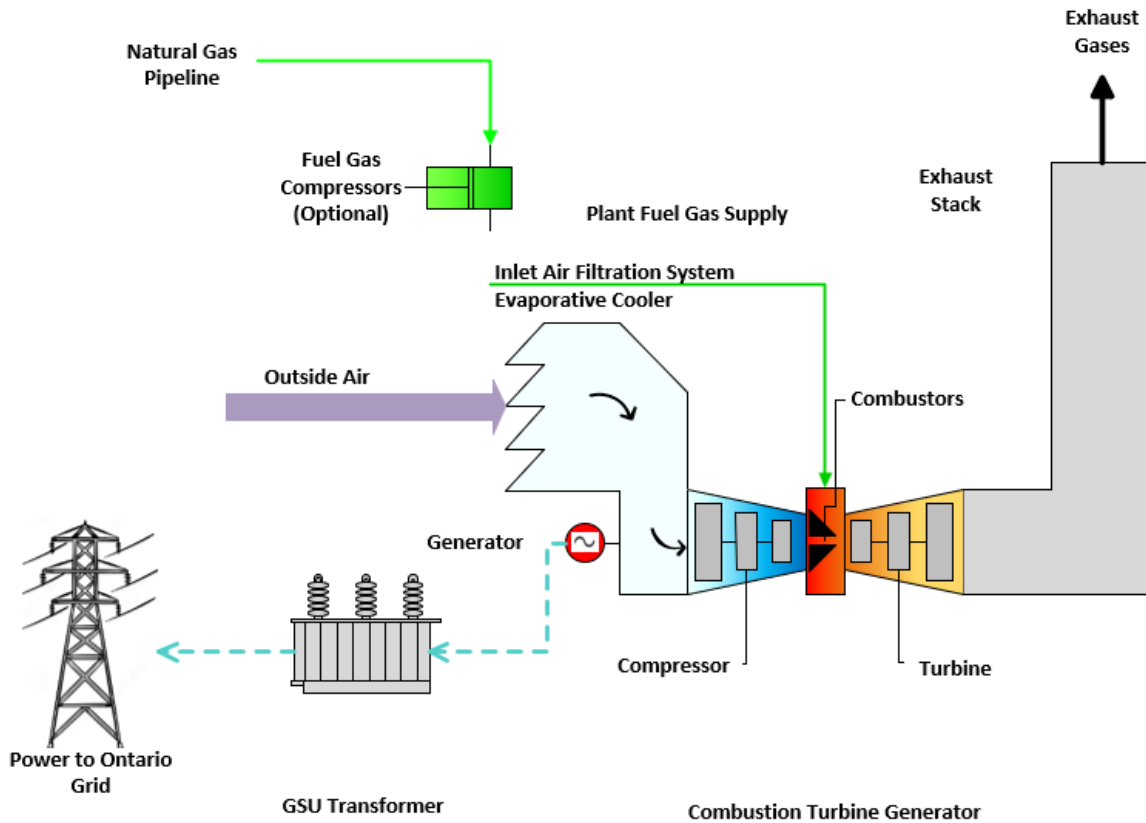 Exhaust
Gases
Natural Gas
Pipeline
Fuel Gas
Compressors
(Optional)
Exhaust
Stack
Plant Fuel Gas Supply
Inlet Air Filtration System
Evaporative Cooler
Outside Air
Combustors
Generator
Compressor
Turbine
Power to Ontario
Grid
GSU Transformer
Combustion Turbine Generator